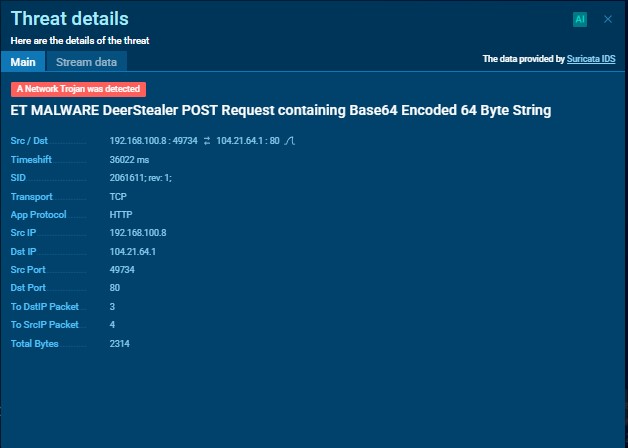 Threat details
AI
Here are the details of the threat
Main Stream data
The data provided by Suricata IDS
A Network Trojan was detected
ET MALWARE DeerStealer POST Request containing Base64 Encoded 64 Byte String
Src / Dst 192.168.100.8 : 49734 ⇄ 104.21.64.1 : 80
Timeshift 36022 ms
SID 2061611; rev: 1;
Transport TCP
App Protocol HTTP
Src IP 192.168.100.8
Dst IP 104.21.64.1
Src Port 49734
Dst Port 80
To DstIP Packet 3
To SrcIP Packet 4
Total Bytes 2314